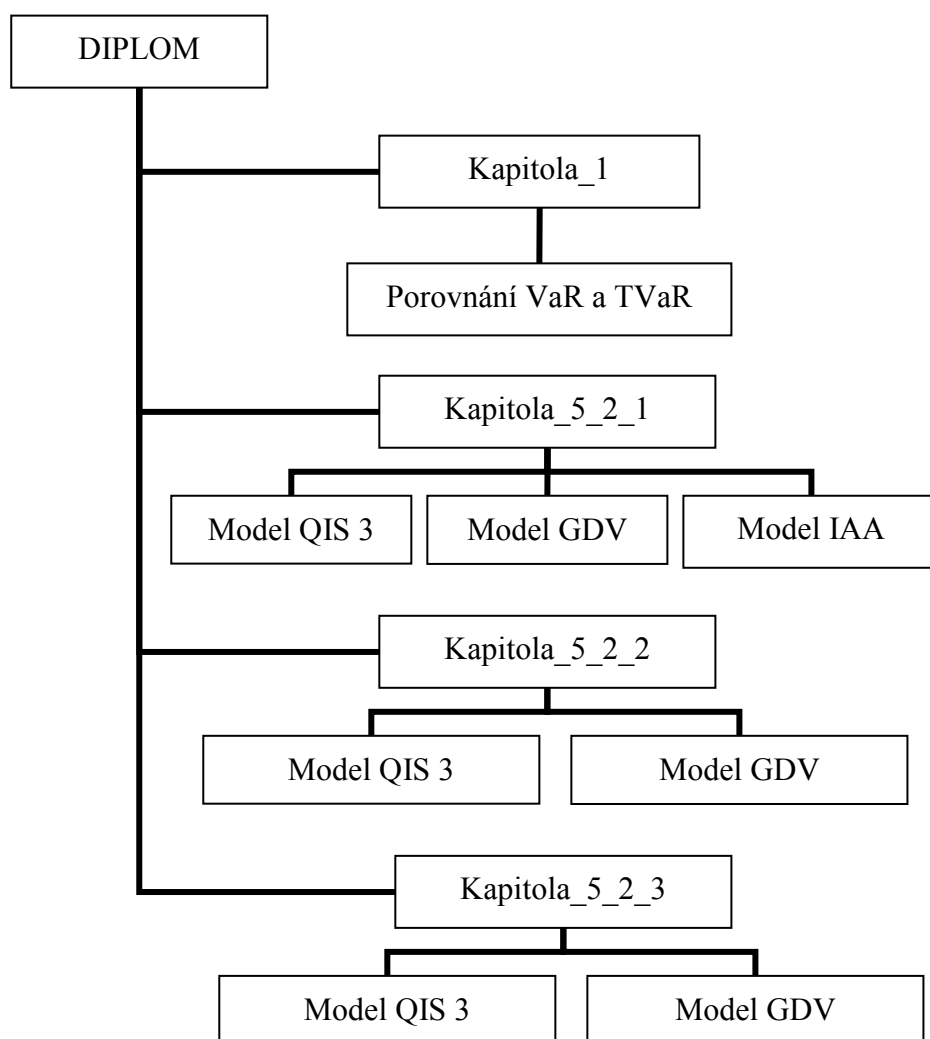 DIPLOM
Kapitola_1
Porovnání VaR a TVaR
Kapitola_5_2_1
Model QIS 3
Model GDV
Model IAA
Kapitola_5_2_2
Model QIS 3
Model GDV
Kapitola_5_2_3
Model QIS 3
Model GDV